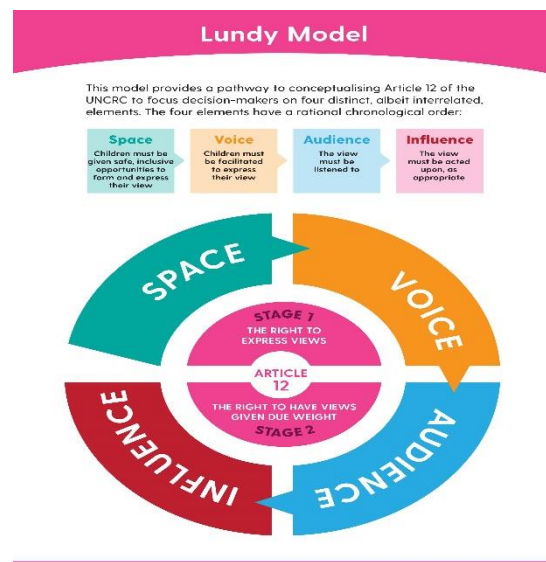 Lundy Model
This model provides a pathway to conceptualising Article 12 of the
UNCRC to focus decision-makers on four distinct, albeit interrelated,
elements. The four elements have a rational chronological order:
Space
Children must be
given safe, inclusive
opportunities to
form and express
their view
Voice
Children must
be facilitated
to express
their view
Audience
The view
must be
listened to
Influence
The view
must be acted
upon, as
appropriate
SPACE
VOICE
STAGE 1
THE RIGHT TO
EXPRESS VIEWS
ARTICLE
12
THE RIGHT TO HAVE VIEWS
GIVEN DUE WEIGHT
STAGE 2
INFLUENCE
AUDIENCE